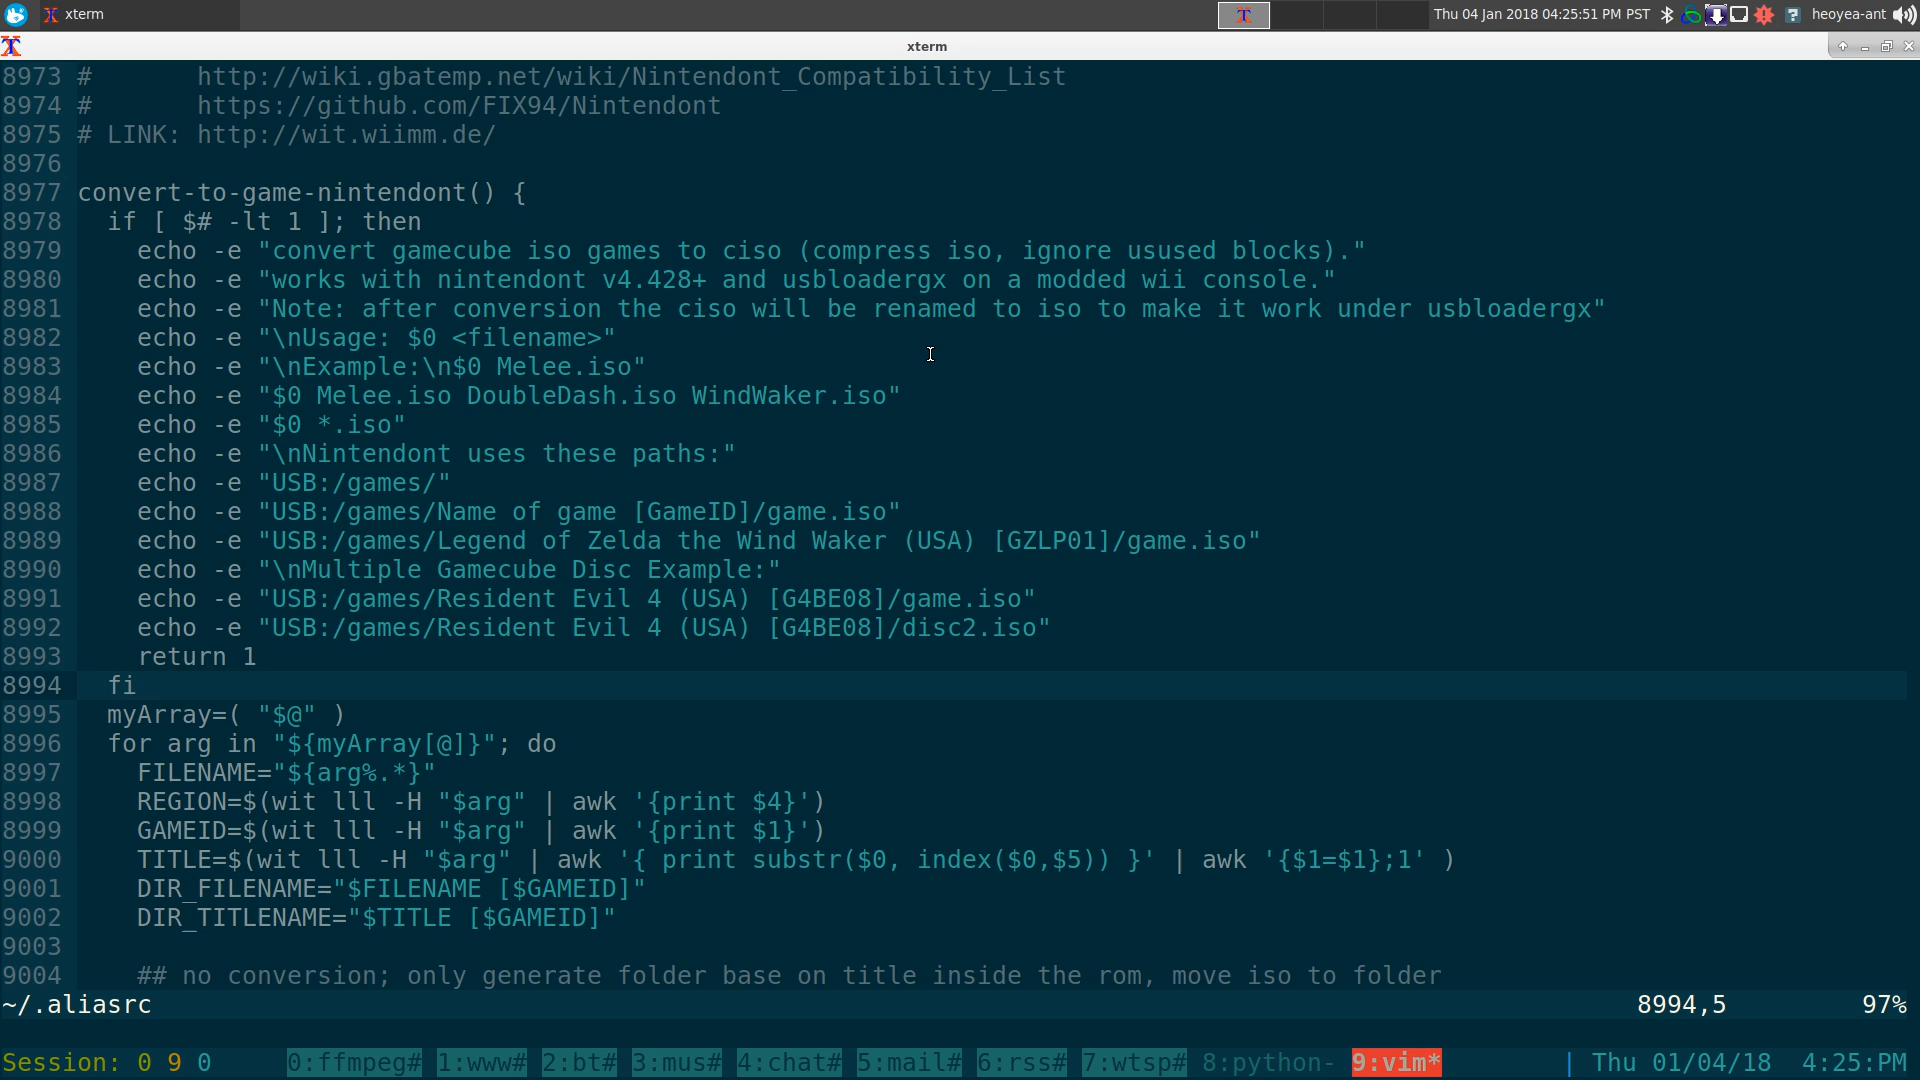 xterm
T
Thu 04 Jan 2018 04:25:51 PM PST
?
heoyea-ant
xterm
8973 #       http://wiki.gbatemp.net/wiki/Nintendont_Compatibility_List
8974 #       https://github.com/FIX94/Nintendont
8975 # LINK: http://wit.wiimm.de/
8976
8977 convert-to-game-nintendont() {
8978   if [ $# -lt 1 ]; then
8979     echo -e "convert gamecube iso games to ciso (compress iso, ignore usused blocks)."
8980     echo -e "works with nintendont v4.428+ and usbloadergx on a modded wii console."
8981     echo -e "Note: after conversion the ciso will be renamed to iso to make it work under usbloadergx"
8982     echo -e "\nUsage: $0 <filename>"
8983     echo -e "\nExample:\n$0 Melee.iso"
8984     echo -e "$0 Melee.iso DoubleDash.iso WindWaker.iso"
8985     echo -e "$0 *.iso"
8986     echo -e "\nNintendont uses these paths:"
8987     echo -e "USB:/games/"
8988     echo -e "USB:/games/Name of game [GameID]/game.iso"
8989     echo -e "USB:/games/Legend of Zelda the Wind Waker (USA) [GZLP01]/game.iso"
8990     echo -e "\nMultiple Gamecube Disc Example:"
8991     echo -e "USB:/games/Resident Evil 4 (USA) [G4BE08]/game.iso"
8992     echo -e "USB:/games/Resident Evil 4 (USA) [G4BE08]/disc2.iso"
8993     return 1
8994   fi
8995   myArray=( "$@" )
8996   for arg in "${myArray[@]}"; do
8997     FILENAME="${arg%.*}"
8998     REGION=$(wit lll -H "$arg" | awk '{print $4}')
8999     GAMEID=$(wit lll -H "$arg" | awk '{print $1}')
9000     TITLE=$(wit lll -H "$arg" | awk '{ print substr($0, index($0,$5)) }' | awk '{$1=$1};1' )
9001     DIR_FILENAME="$FILENAME [$GAMEID]"
9002     DIR_TITLENAME="$TITLE [$GAMEID]"
9003
9004     ## no conversion; only generate folder base on title inside the rom, move iso to folder
~/.aliasrc 8994,5 97%
Session: 0 9 0 0:ffmpeg# 1:www# 2:bt# 3:mus# 4:chat# 5:mail# 6:rss# 7:wtsp# 8:python- 9:vim* | Thu 01/04/18 4:25:PM